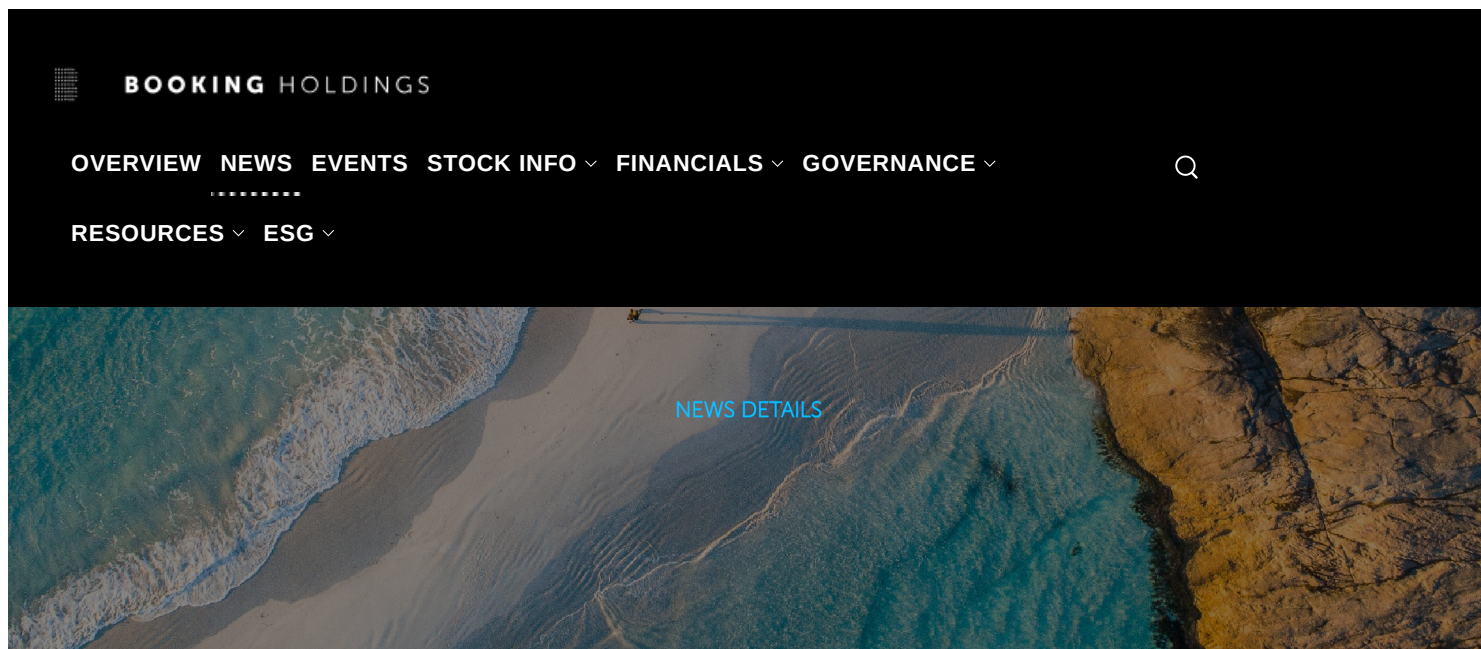 BOOKING HOLDINGS
OVERVIEW NEWS EVENTS STOCK INFO FINANCIALS GOVERNANCE
RESOURCES ESG
NEWS DETAILS